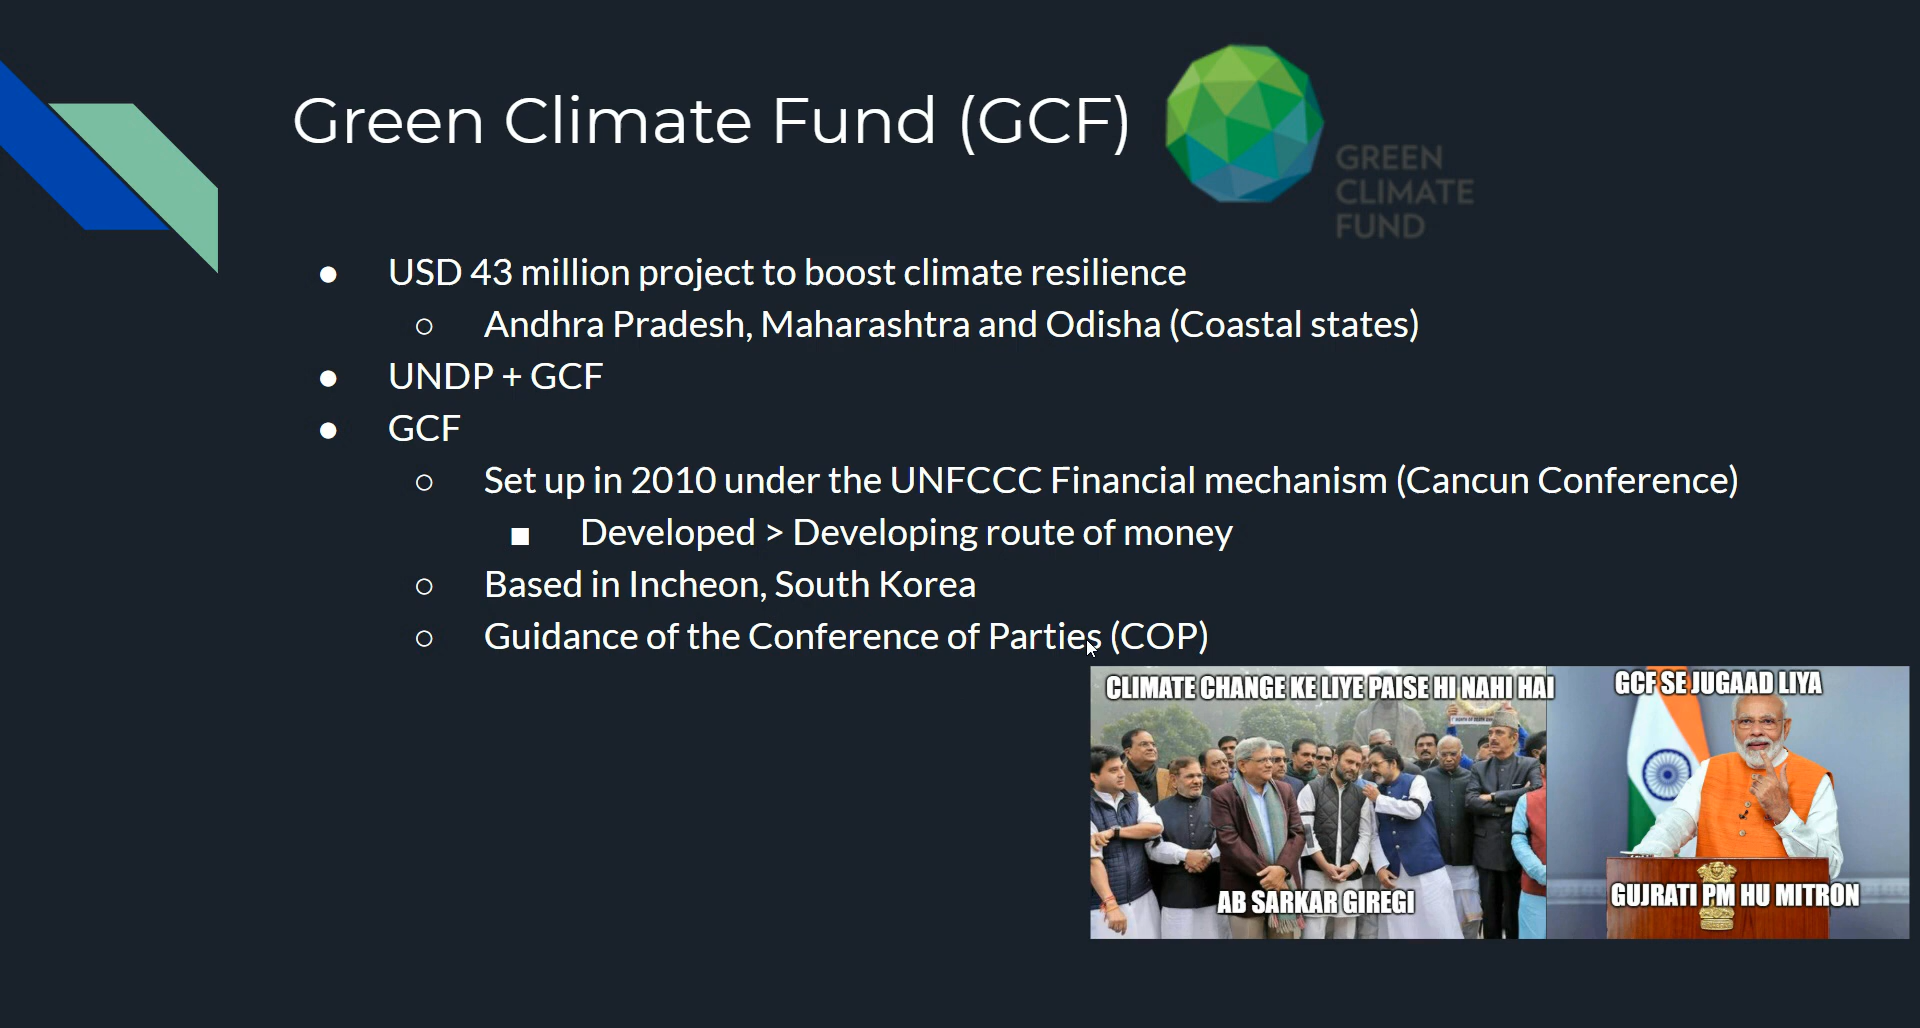 Green Climate Fund (GCF)
GREEN
CLIMATE
FUND
● USD 43 million project to boost climate resilience
○ Andhra Pradesh, Maharashtra and Odisha (Coastal states)
● UNDP + GCF
● GCF
○ Set up in 2010 under the UNFCCC Financial mechanism (Cancun Conference)
■ Developed > Developing route of money
○ Based in Incheon, South Korea
○ Guidance of the Conference of Parties (COP)
CLIMATE CHANGE KE LIYE PAISE HI NAHI HAI
AB SARKAR GIREGI
GCF SE JUGAAD LIYA
GUJRATI PM HU MITRON